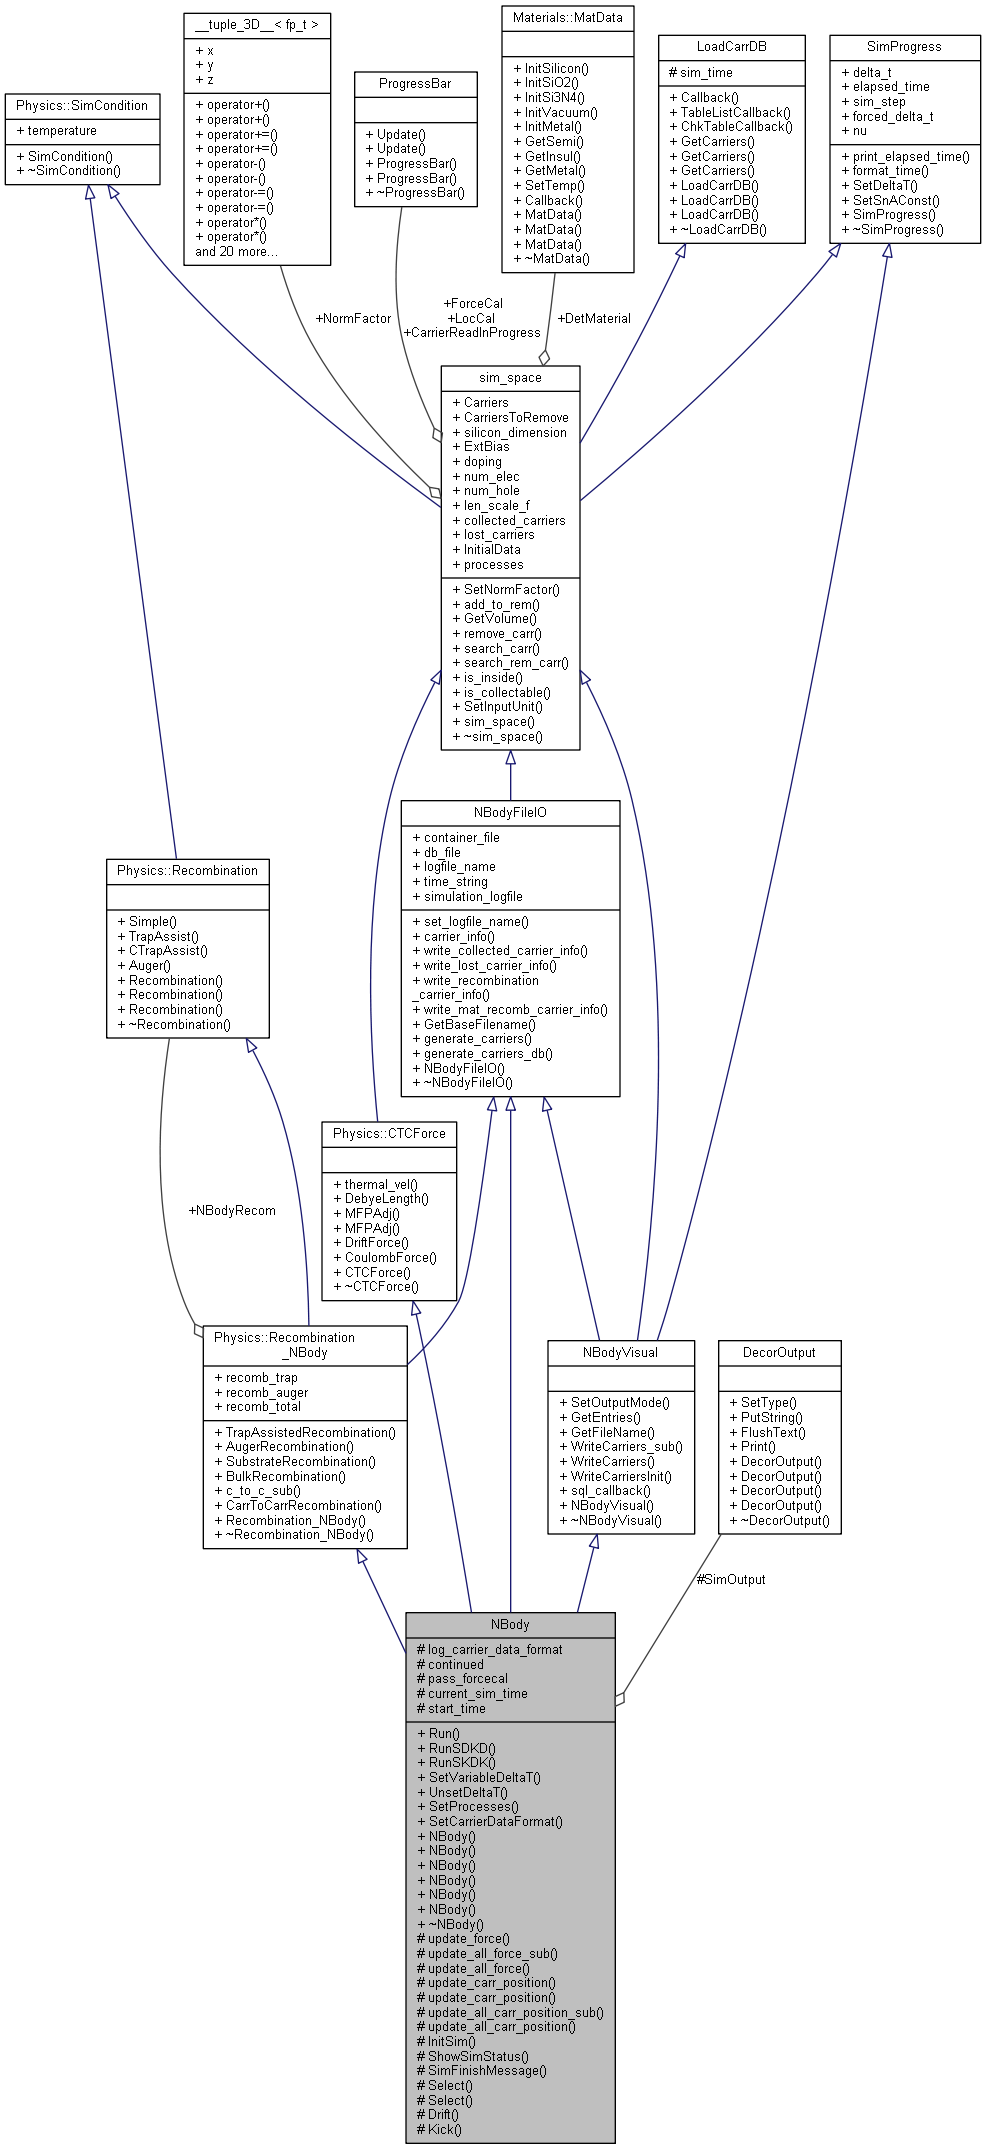 __tuple_3D__< fp_t >
+ x
+ y
+ z
+ operator+()
+ operator+()
+ operator+=()
+ operator+=()
+ operator-()
+ operator-()
+ operator-=()
+ operator-=()
+ operator*()
+ operator*()
and 20 more...
Materials::MatData
+ InitSilicon()
+ InitSiO2()
+ InitSi3N4()
+ InitVacuum()
+ InitMetal()
+ GetSemi()
+ GetInsul()
+ GetMetal()
+ SetTemp()
+ Callback()
+ MatData()
+ MatData()
+ MatData()
+ ~MatData()
LoadCarrDB
# sim_time
+ Callback()
+ TableListCallback()
+ ChkTableCallback()
+ GetCarriers()
+ GetCarriers()
+ GetCarriers()
+ LoadCarrDB()
+ LoadCarrDB()
+ LoadCarrDB()
+ ~LoadCarrDB()
SimProgress
+ delta_t
+ elapsed_time
+ sim_step
+ forced_delta_t
+ nu
+ print_elapsed_time()
+ format_time()
+ SetDeltaT()
+ SetSnAConst()
+ SimProgress()
+ ~SimProgress()
ProgressBar
+ Update()
+ Update()
+ ProgressBar()
+ ProgressBar()
+ ~ProgressBar()
Physics::SimCondition
+ temperature
+ SimCondition()
+ ~SimCondition()
+NormFactor
+ForceCal
+LocCal
+CarrierReadInProgress
+DetMaterial
sim_space
+ Carriers
+ CarriersToRemove
+ silicon_dimension
+ ExtBias
+ doping
+ num_elec
+ num_hole
+ len_scale_f
+ collected_carriers
+ lost_carriers
+ InitialData
+ processes
+ SetNormFactor()
+ add_to_rem()
+ GetVolume()
+ remove_carr()
+ search_carr()
+ search_rem_carr()
+ is_inside()
+ is_collectable()
+ SetInputUnit()
+ sim_space()
+ ~sim_space()
NBodyFileIO
+ container_file
+ db_file
+ logfile_name
+ time_string
+ simulation_logfile
+ set_logfile_name()
+ carrier_info()
+ write_collected_carrier_info()
+ write_lost_carrier_info()
+ write_recombination
_carrier_info()
+ write_mat_recomb_carrier_info()
+ GetBaseFilename()
+ generate_carriers()
+ generate_carriers_db()
+ NBodyFileIO()
+ ~NBodyFileIO()
Physics::Recombination
+ Simple()
+ TrapAssist()
+ CTrapAssist()
+ Auger()
+ Recombination()
+ Recombination()
+ Recombination()
+ ~Recombination()
Physics::CTCForce
+ thermal_vel()
+ DebyeLength()
+ MFPAdj()
+ MFPAdj()
+ DriftForce()
+ CoulombForce()
+ CTCForce()
+ ~CTCForce()
+NBodyRecom
Physics::Recombination
_NBody
+ recomb_trap
+ recomb_auger
+ recomb_total
+ TrapAssistedRecombination()
+ AugerRecombination()
+ SubstrateRecombination()
+ BulkRecombination()
+ c_to_c_sub()
+ CarrToCarrRecombination()
+ Recombination_NBody()
+ ~Recombination_NBody()
NBodyVisual
+ SetOutputMode()
+ GetEntries()
+ GetFileName()
+ WriteCarriers_sub()
+ WriteCarriers()
+ WriteCarriersInit()
+ sql_callback()
+ NBodyVisual()
+ ~NBodyVisual()
DecorOutput
+ SetType()
+ PutString()
+ FlushText()
+ Print()
+ DecorOutput()
+ DecorOutput()
+ DecorOutput()
+ DecorOutput()
+ ~DecorOutput()
#SimOutput
NBody
# log_carrier_data_format
# continued
# pass_forcecal
# current_sim_time
# start_time
+ Run()
+ RunSDKD()
+ RunSKDK()
+ SetVariableDeltaT()
+ UnsetDeltaT()
+ SetProcesses()
+ SetCarrierDataFormat()
+ NBody()
+ NBody()
+ NBody()
+ NBody()
+ NBody()
+ NBody()
+ ~NBody()
# update_force()
# update_all_force_sub()
# update_all_force()
# update_carr_position()
# update_carr_position()
# update_all_carr_position_sub()
# update_all_carr_position()
# InitSim()
# ShowSimStatus()
# SimFinishMessage()
# Select()
# Select()
# Drift()
# Kick()